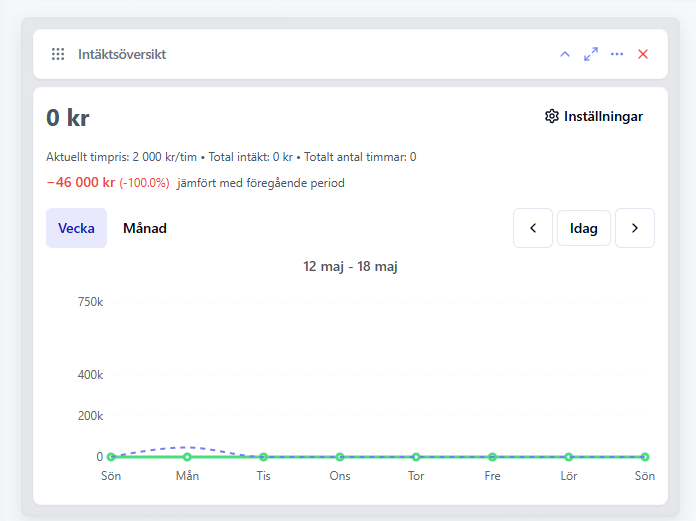 Intäktsöversikt
0 kr
Inställningar
Aktuellt timpris: 2 000 kr/tim • Total intäkt: 0 kr • Totalt antal timmar: 0
−46 000 kr (-100.0%) jämfört med föregående period
Vecka Månad Idag
12 maj - 18 maj
750k
400k
200k
0
Sön Mån Tis Ons Tor Fre Lör Sön